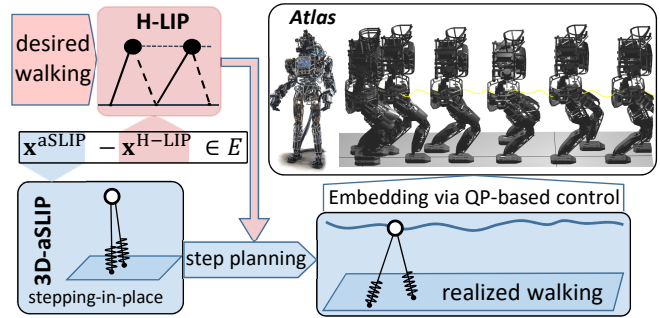 desired
walking
H-LIP
Atlas
x^aSLIP − x^H−LIP ∈ E
3D-aSLIP
stepping-in-place
step planning
Embedding via QP-based control
realized walking